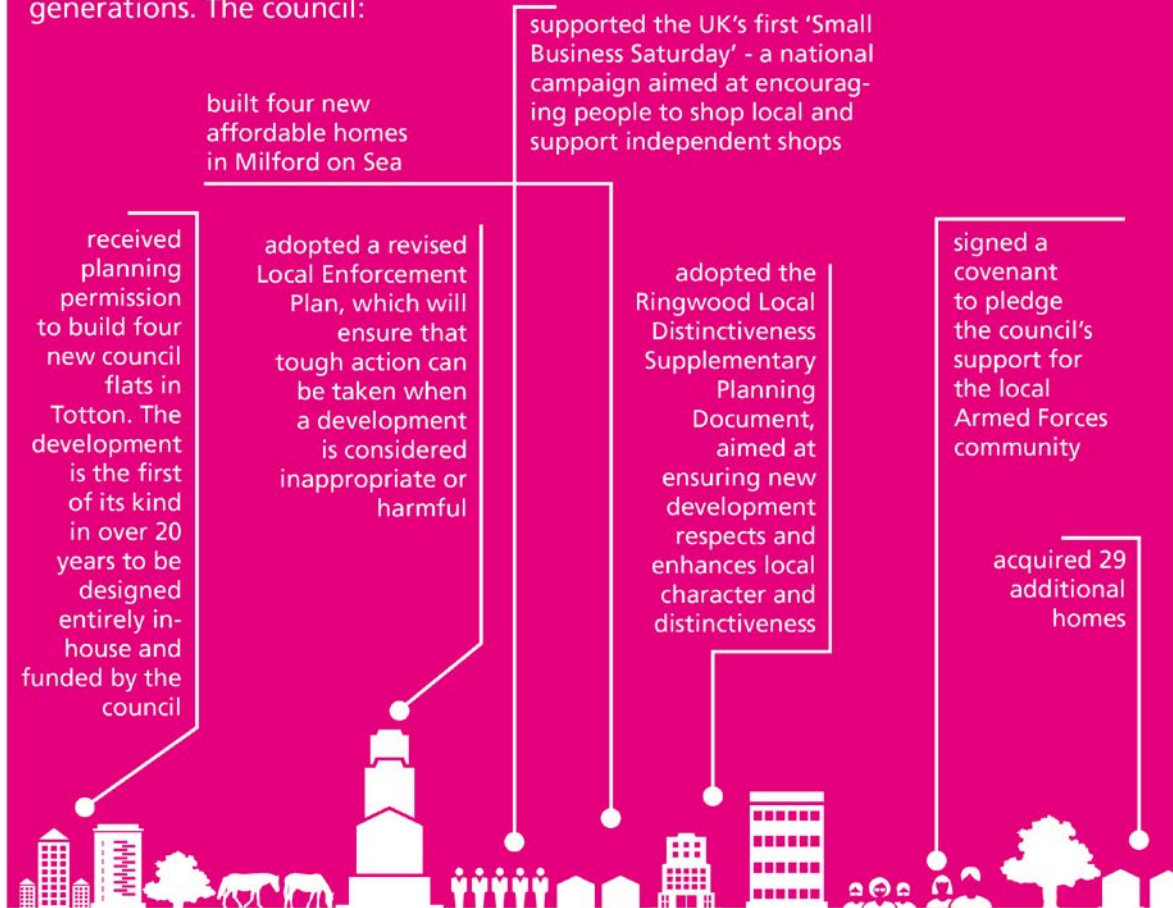 generations. The council:
supported the UK's first 'Small
Business Saturday' - a national
campaign aimed at encourag-
ing people to shop local and
support independent shops
built four new
affordable homes
in Milford on Sea
received
planning
permission
to build four
new council
flats in
Totton. The
development
is the first
of its kind
in over 20
years to be
designed
entirely in-
house and
funded by the
council
adopted a revised
Local Enforcement
Plan, which will
ensure that
tough action can
be taken when
a development
is considered
inappropriate or
harmful
adopted the
Ringwood Local
Distinctiveness
Supplementary
Planning
Document,
aimed at
ensuring new
development
respects and
enhances local
character and
distinctiveness
signed a
covenant
to pledge
the council's
support for
the local
Armed Forces
community
acquired 29
additional
homes